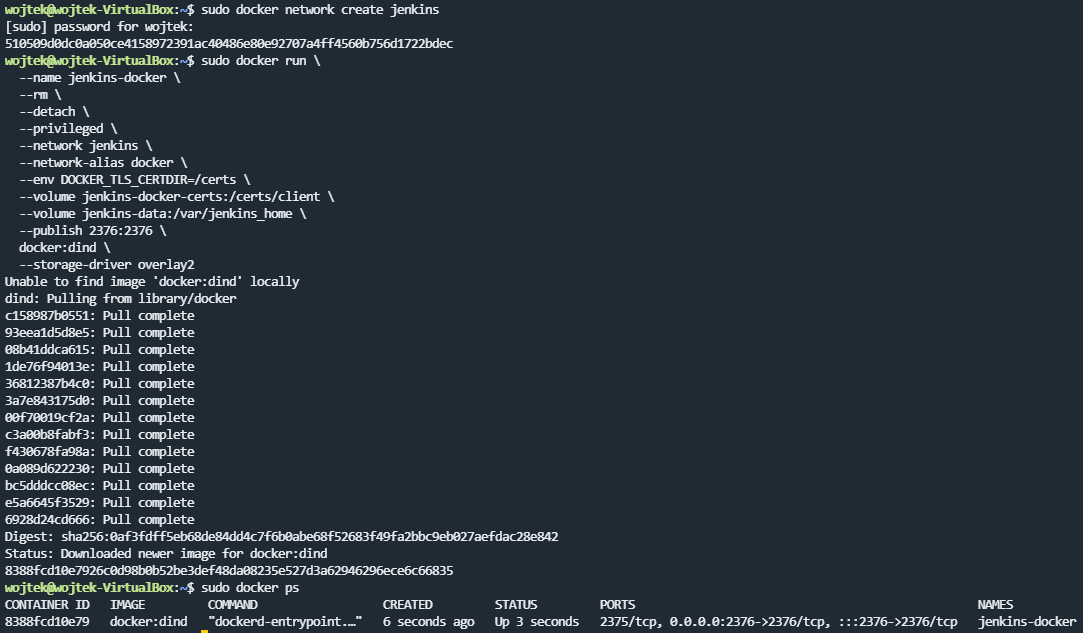 wojtek@wojtek-VirtualBox:~$ sudo docker network create jenkins
[sudo] password for wojtek:
510509d0dc0a050ce4158972391ac40486e80e92707a4ff4560b756d1722bdec
wojtek@wojtek-VirtualBox:~$ sudo docker run \
  --name jenkins-docker \
  --rm \
  --detach \
  --privileged \
  --network jenkins \
  --network-alias docker \
  --env DOCKER_TLS_CERTDIR=/certs \
  --volume jenkins-docker-certs:/certs/client \
  --volume jenkins-data:/var/jenkins_home \
  --publish 2376:2376 \
  docker:dind \
  --storage-driver overlay2
Unable to find image 'docker:dind' locally
dind: Pulling from library/docker
c158987b0551: Pull complete
93eea1d5d8e5: Pull complete
08b41ddca615: Pull complete
1de76f94013e: Pull complete
36812387b4c0: Pull complete
3a7e843175d0: Pull complete
00f70019cf2a: Pull complete
c3a00b8fabf3: Pull complete
f430678fa98a: Pull complete
0a089d622230: Pull complete
bc5dddcc08ec: Pull complete
e5a6645f3529: Pull complete
6928d24cd666: Pull complete
Digest: sha256:0af3fdff5eb68de84dd4c7f6b0abe68f52683f49fa2bbc9eb027aefdac28e842
Status: Downloaded newer image for docker:dind
8388fcd10e7926c0d98b0b52be3def48da08235e527d3a62946296ece6c66835
wojtek@wojtek-VirtualBox:~$ sudo docker ps
CONTAINER ID   IMAGE         COMMAND                  CREATED         STATUS         PORTS                                                 NAMES
8388fcd10e79   docker:dind   "dockerd-entrypoint.…"   6 seconds ago   Up 3 seconds   2375/tcp, 0.0.0.0:2376->2376/tcp, :::2376->2376/tcp   jenkins-docker